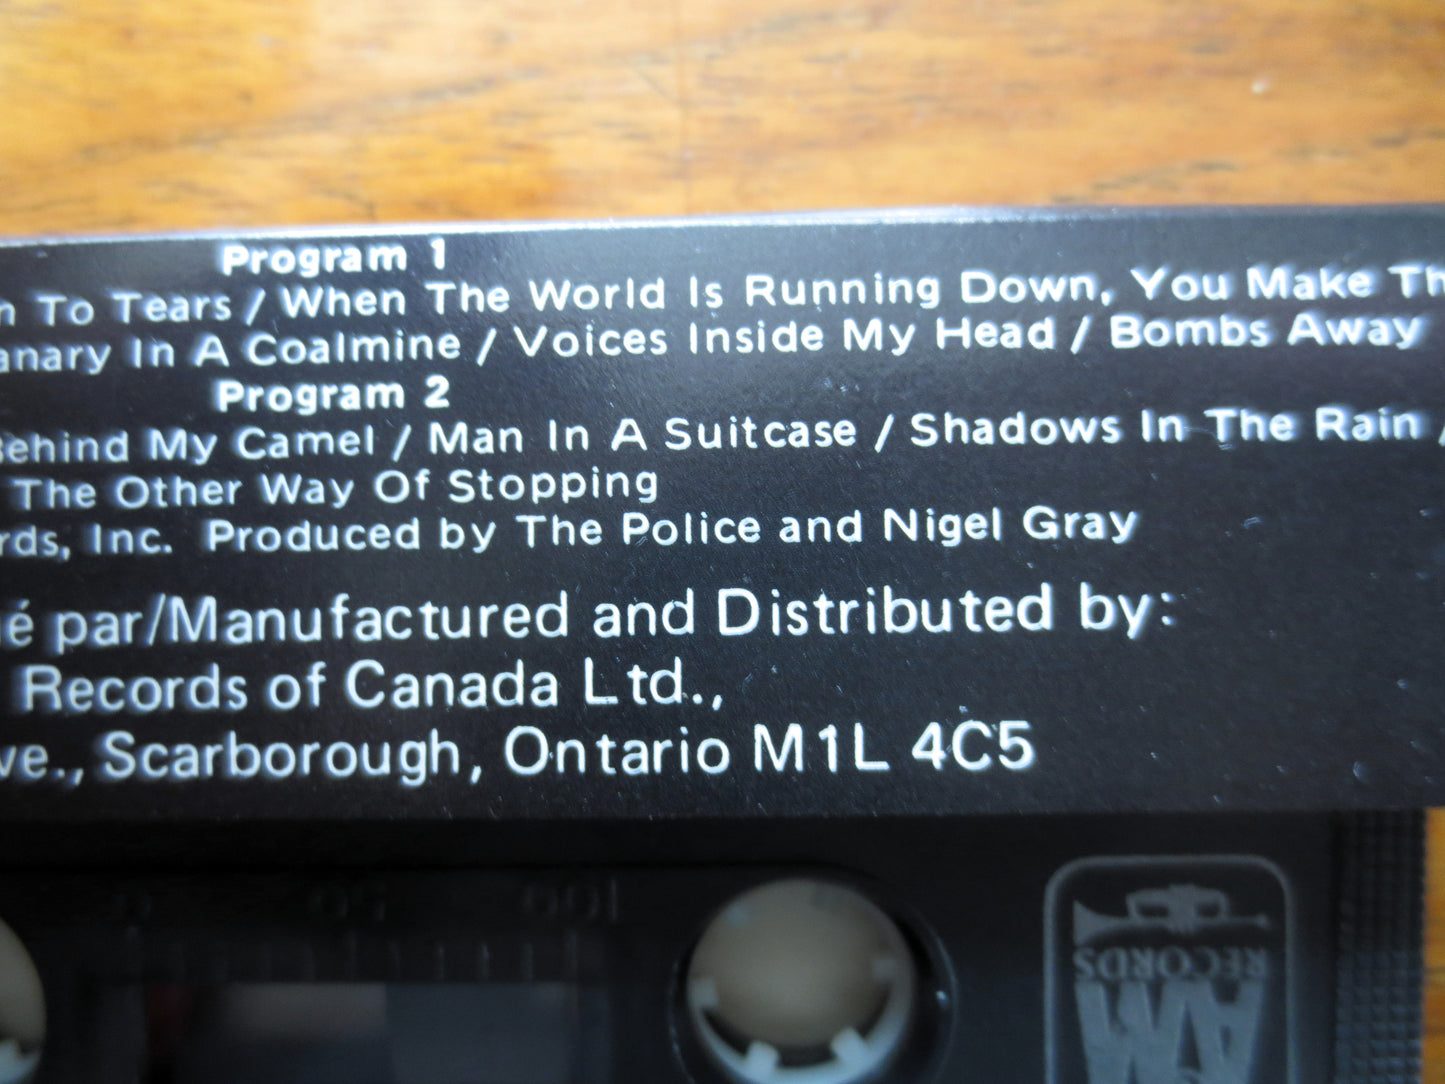 Program 1
n To Tears / When The World Is Running Down, You Make Th
anary In A Coalmine / Voices Inside My Head / Bombs Away
Program 2
Behind My Camel / Man In A Suitcase / Shadows In The Rain /
The Other Way Of Stopping
rds, Inc. Produced by The Police and Nigel Gray
é par/Manufactured and Distributed by:
Records of Canada Ltd.,
ve., Scarborough, Ontario M1L 4C5
0 50 100
A&M
RECORDS